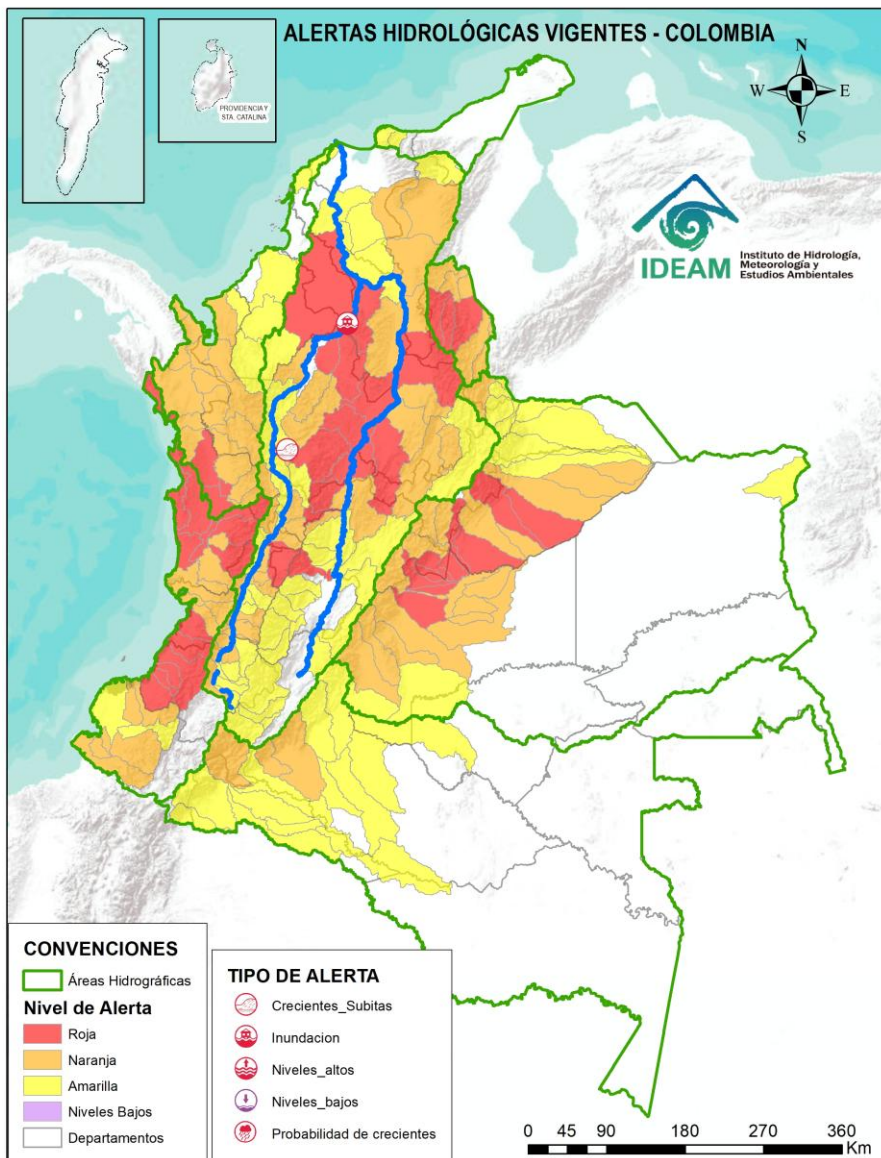 ALERTAS HIDROLÓGICAS VIGENTES - COLOMBIA
PROVIDENCIA Y
STA. CATALINA
N
W
E
S
IDEAM
Instituto de Hidrología,
Meteorología y
Estudios Ambientales
CONVENCIONES
Áreas Hidrográficas
Nivel de Alerta
Roja
Naranja
Amarilla
Niveles Bajos
Departamentos
TIPO DE ALERTA
Crecientes_Subitas
Inundacion
Niveles_altos
Niveles_bajos
Probabilidad de crecientes
0 45 90 180 270 360
Km